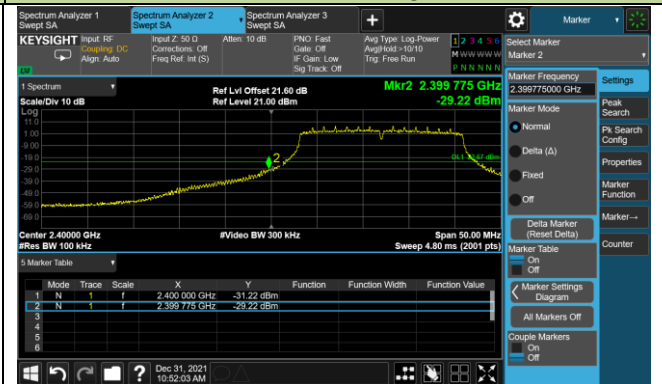 Spectrum Analyzer 1
Swept SA
Spectrum Analyzer 2
Swept SA
Spectrum Analyzer 3
Swept SA
+
Marker
KEYSIGHT
Input: RF
Coupling: DC
Align: Auto
Input Z: 50 Ω
Corrections: Off
Freq Ref: Int (S)
Atten: 10 dB
PNO: Fast
Gate: Off
IF Gain: Low
Sig Track: Off
Avg Type: Log-Power
Avg|Hold:>10/10
Trig: Free Run
1 2 3 4 5 6
M W W W W W
P N N N N N
LXI
Select Marker
Marker 2
1 Spectrum
Scale/Div 10 dB
Log
Ref Lvl Offset 21.60 dB
Ref Level 21.00 dBm
Mkr2 2.399 775 GHz
-29.22 dBm
11.0
1.00
-9.00
-19.0
-29.0
-39.0
-49.0
-59.0
-69.0
2
Center 2.40000 GHz
#Res BW 100 kHz
#Video BW 300 kHz
Span 50.00 MHz
Sweep 4.80 ms (2001 pts)
5 Marker Table
Mode Trace Scale X Y Function Function Width Function Value
1 N 1 f 2.400 000 GHz -31.22 dBm
2 N 1 f 2.399 775 GHz -29.22 dBm
3
4
5
6
Marker Frequency
2.399775000 GHz
Marker Mode
Normal
Delta (Δ)
Fixed
Off
Delta Marker
(Reset Delta)
Marker Table
On
Off
Marker Settings
Diagram
All Markers Off
Couple Markers
On
Off
Settings
Peak
Search
Pk Search
Config
Properties
Marker
Function
Marker→
Counter
?
Dec 31, 2021
10:52:03 AM